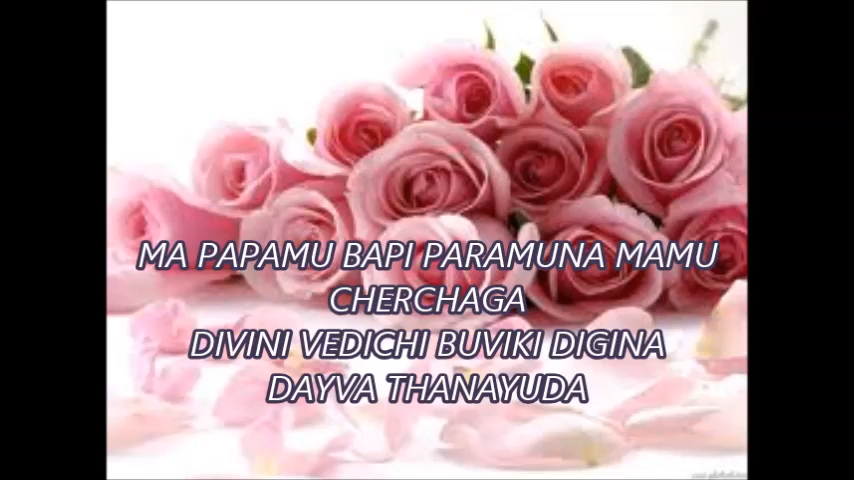 MA PAPAMU BAPI PARAMUNA MAMU
CHERCHAGA
DIVINI VEDICHI BUVIKI DIGINA
DAYVA THANAYUDA